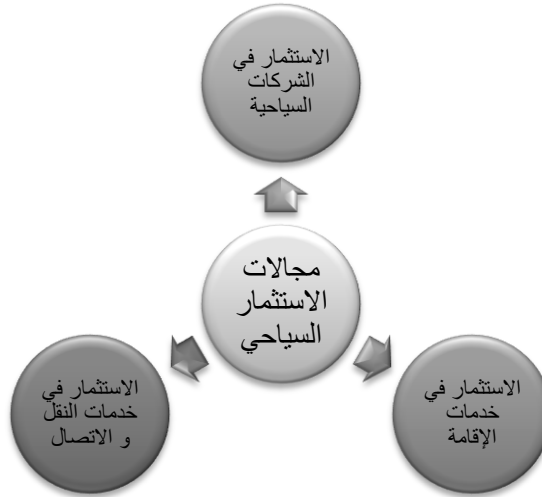 الاستثمار في
الشركات
السياحية
مجالات
الاستثمار
السياحي
الاستثمار في
خدمات
الإقامة
الاستثمار في
خدمات النقل
و الاتصال